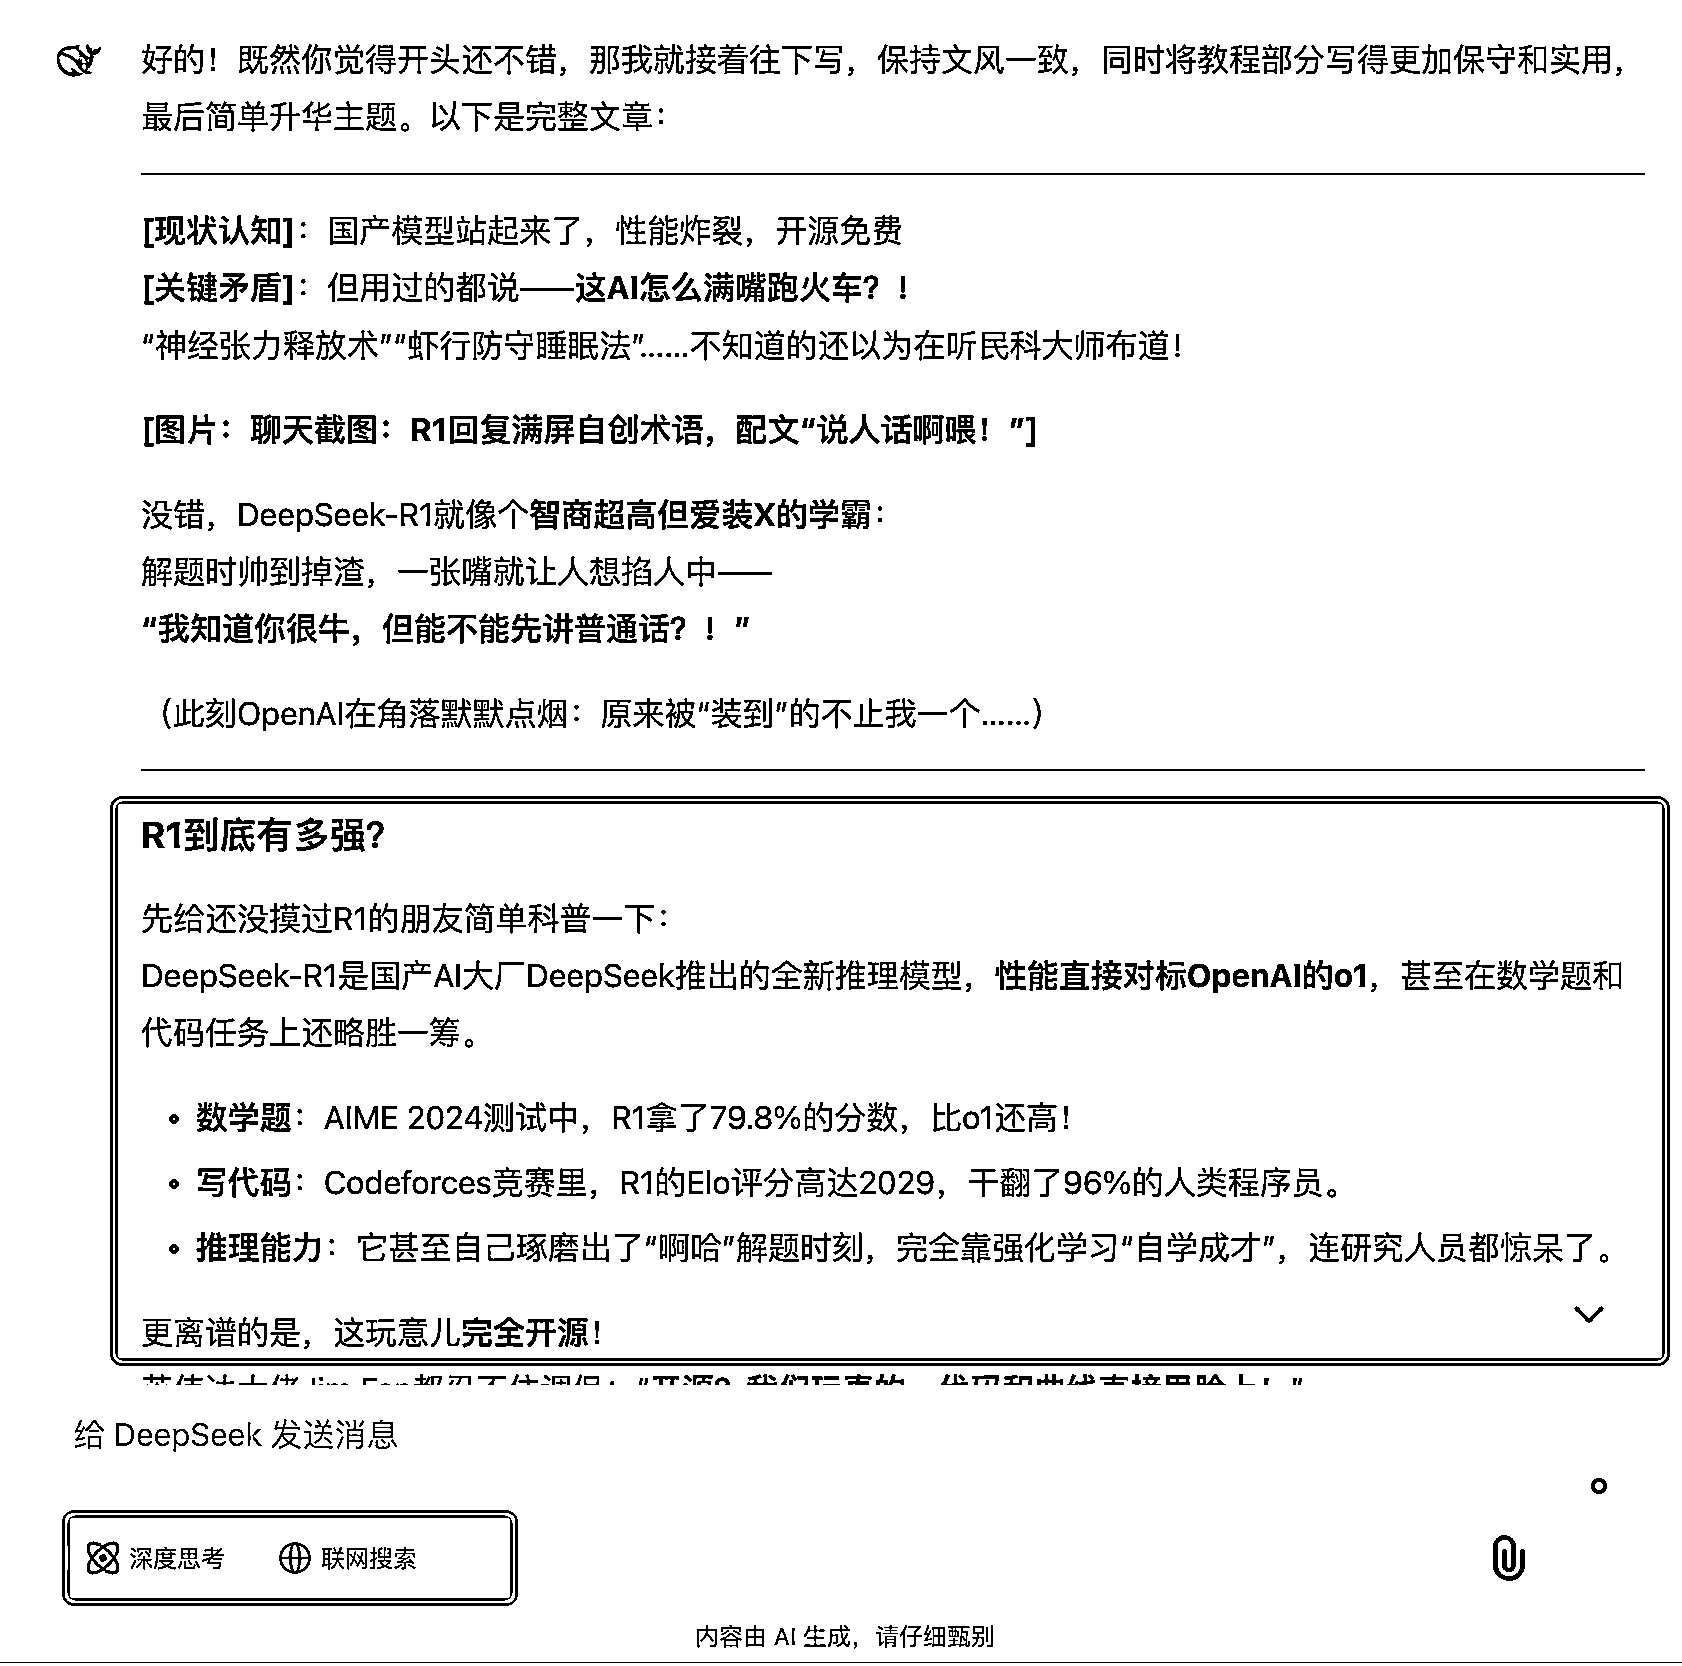 好的！既然你觉得开头还不错，那我就接着往下写，保持文风一致，同时将教程部分写得更加保守和实用，
最后简单升华主题。以下是完整文章：
[现状认知]：国产模型站起来了，性能炸裂，开源免费
[关键矛盾]：但用过的都说——这AI怎么满嘴跑火车？！
“神经张力释放术”“虾行防守睡眠法”……不知道的还以为在听民科大师布道！
[图片：聊天截图：R1回复满屏自创术语，配文“说人话啊喂！”]
没错，DeepSeek-R1就像个智商超高但爱装X的学霸：
解题时帅到掉渣，一张嘴就让人想掐人中——
“我知道你很牛，但能不能先讲普通话？！”
（此刻OpenAI在角落默默点烟：原来被“装到”的不止我一个……）
R1到底有多强？
先给还没摸过R1的朋友简单科普一下：
DeepSeek-R1是国产AI大厂DeepSeek推出的全新推理模型，性能直接对标OpenAI的o1，甚至在数学题和
代码任务上还略胜一筹。
• 数学题：AIME 2024测试中，R1拿了79.8%的分数，比o1还高！
• 写代码：Codeforces竞赛里，R1的Elo评分高达2029，干翻了96%的人类程序员。
• 推理能力：它甚至自己琢磨出了“啊哈”解题时刻，完全靠强化学习“自学成才”，连研究人员都惊呆了。
更离谱的是，这玩意儿完全开源！
给 DeepSeek 发送消息
深度思考 联网搜索
内容由 AI 生成，请仔细甄别